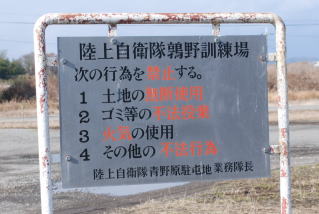 陸上自衛隊鶉野訓練場
次の行為を禁止する。
1 土地の無断使用
2 ゴミ等の不法投棄
3 火気の使用
4 その他の不法行為
陸上自衛隊青野原駐屯地業務隊長